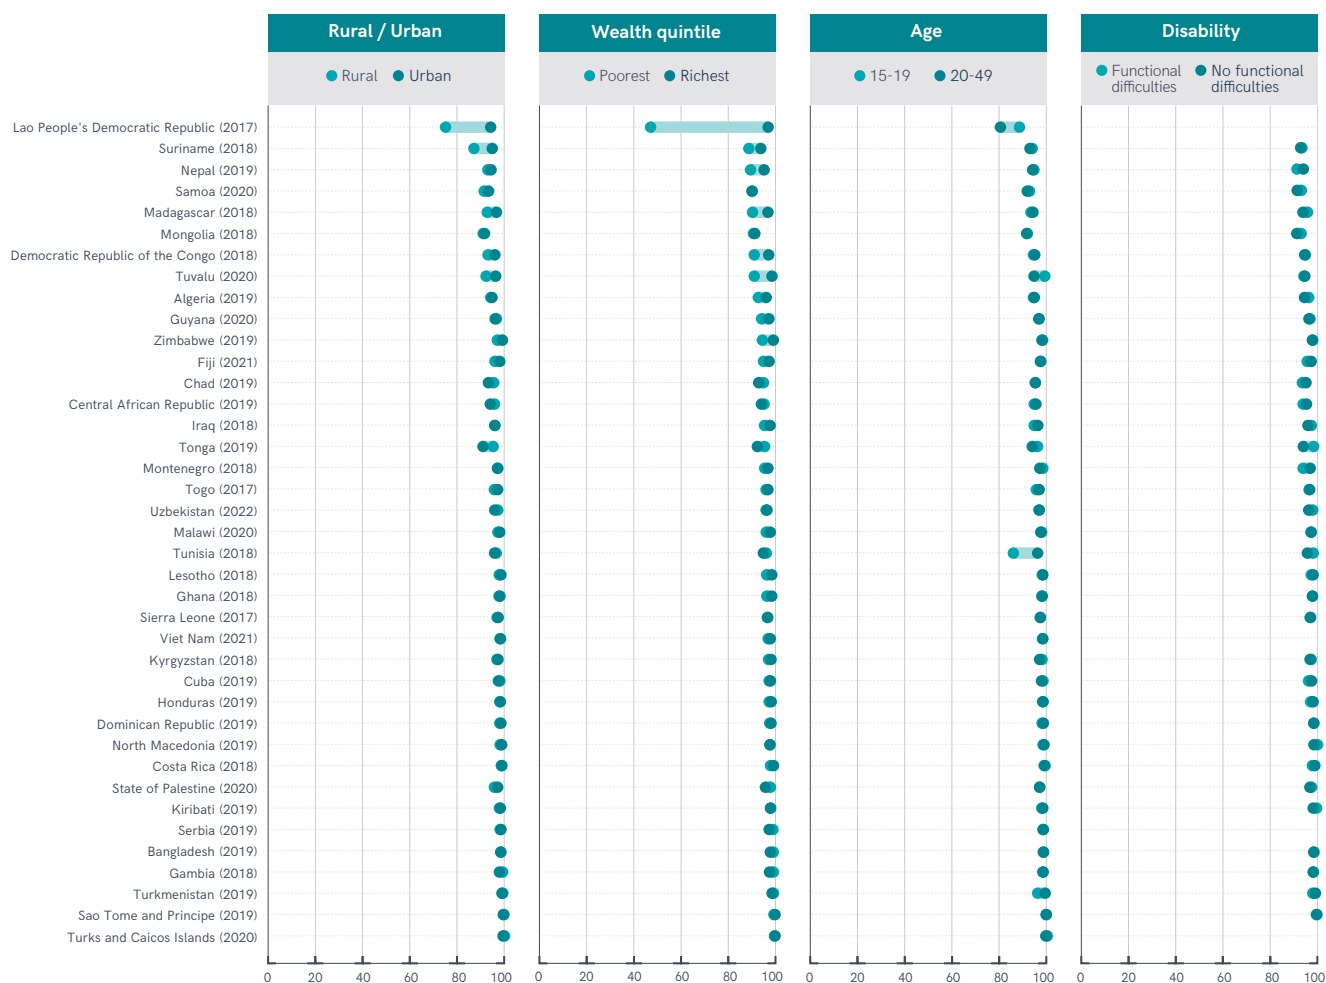 Rural / Urban
Wealth quintile
Age
Disability
Rural Urban
Poorest Richest
15-19 20-49
Functional difficulties
No functional difficulties
Lao People's Democratic Republic (2017)
Suriname (2018)
Nepal (2019)
Samoa (2020)
Madagascar (2018)
Mongolia (2018)
Democratic Republic of the Congo (2018)
Tuvalu (2020)
Algeria (2019)
Guyana (2020)
Zimbabwe (2019)
Fiji (2021)
Chad (2019)
Central African Republic (2019)
Iraq (2018)
Tonga (2019)
Montenegro (2018)
Togo (2017)
Uzbekistan (2022)
Malawi (2020)
Tunisia (2018)
Lesotho (2018)
Ghana (2018)
Sierra Leone (2017)
Viet Nam (2021)
Kyrgyzstan (2018)
Cuba (2019)
Honduras (2019)
Dominican Republic (2019)
North Macedonia (2019)
Costa Rica (2018)
State of Palestine (2020)
Kiribati (2019)
Serbia (2019)
Bangladesh (2019)
Gambia (2018)
Turkmenistan (2019)
Sao Tome and Principe (2019)
Turks and Caicos Islands (2020)
0 20 40 60 80 100
0 20 40 60 80 100
0 20 40 60 80 100
0 20 40 60 80 100